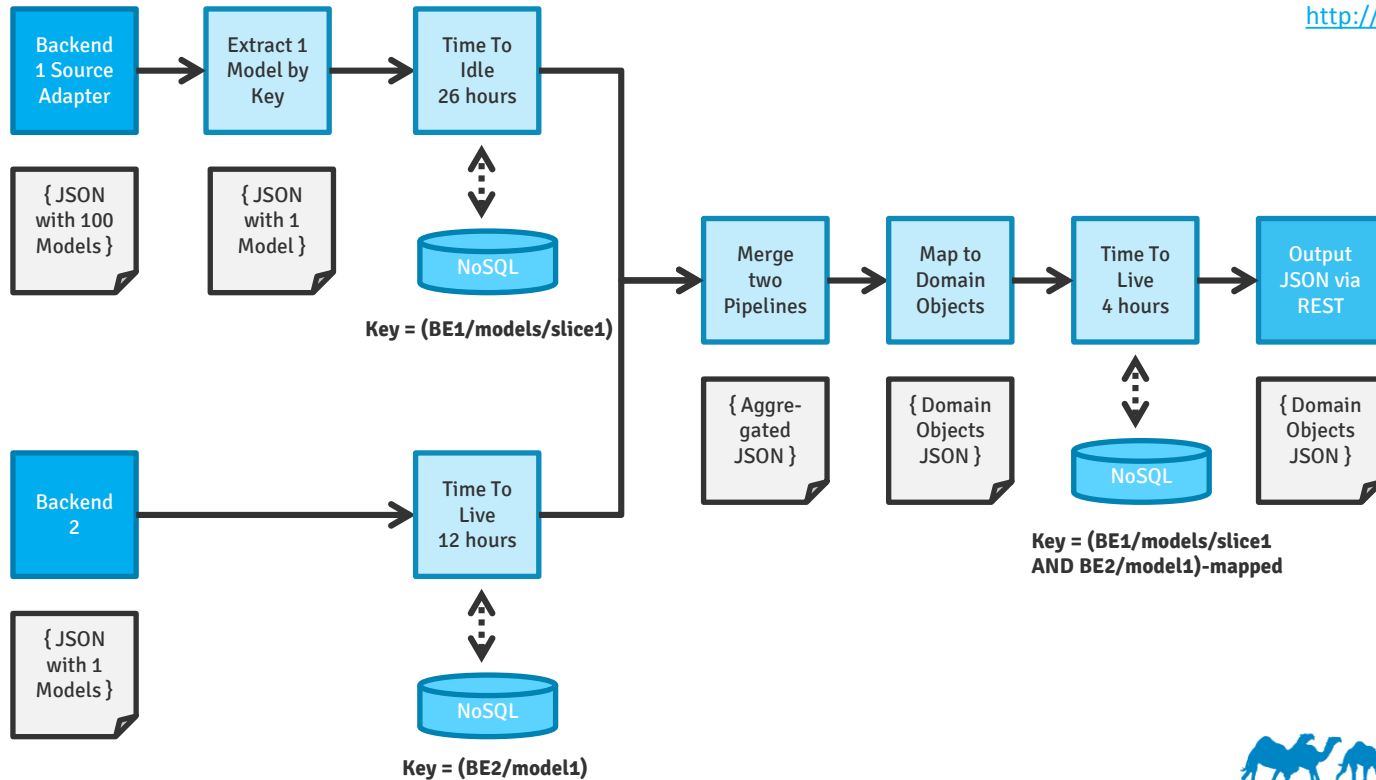 http://
Backend
1 Source
Adapter
Extract 1
Model by
Key
Time To
Idle
26 hours
{ JSON
with 100
Models }
{ JSON
with 1
Model }
NoSQL
Key = (BE1/models/slice1)
Merge
two
Pipelines
Map to
Domain
Objects
Time To
Live
4 hours
Output
JSON via
REST
{ Aggre-
gated
JSON }
{ Domain
Objects
JSON }
NoSQL
{ Domain
Objects
JSON }
Key = (BE1/models/slice1
AND BE2/model1)-mapped
Backend
2
Time To
Live
12 hours
{ JSON
with 1
Models }
NoSQL
Key = (BE2/model1)